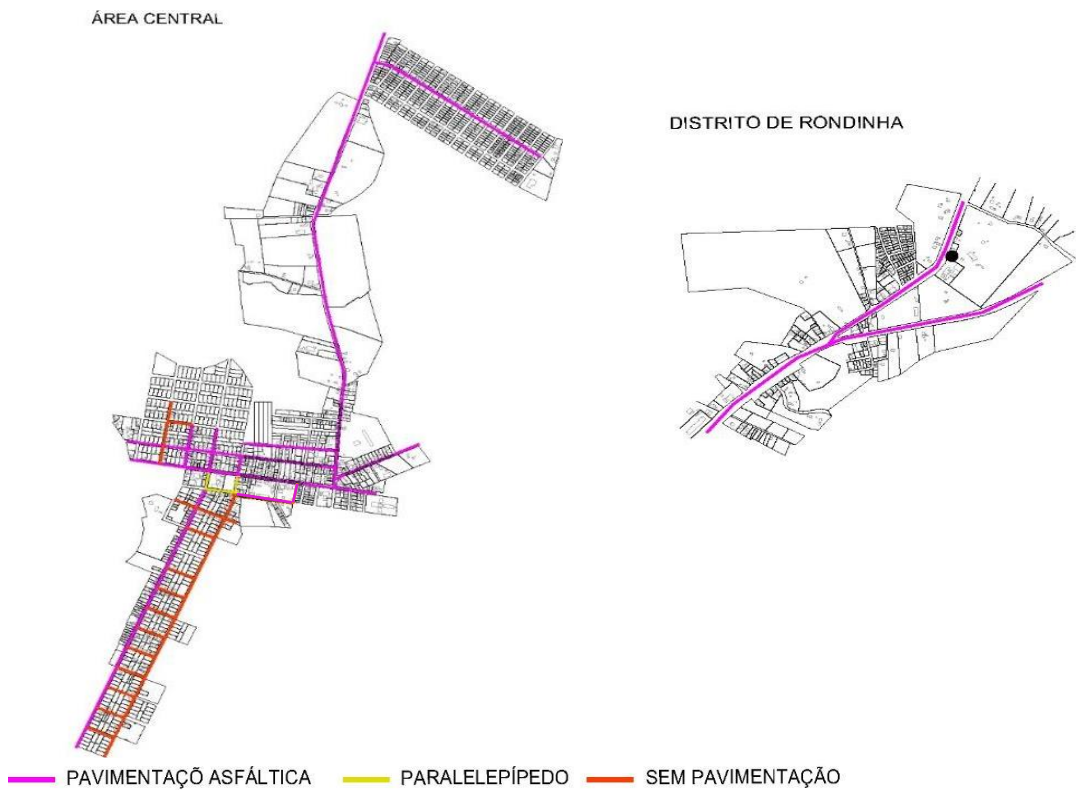 ÁREA CENTRAL
DISTRITO DE RONDINHA
PAVIMENTAÇÕ ASFÁLTICA
PARALELEPÍPEDO
SEM PAVIMENTAÇÃO